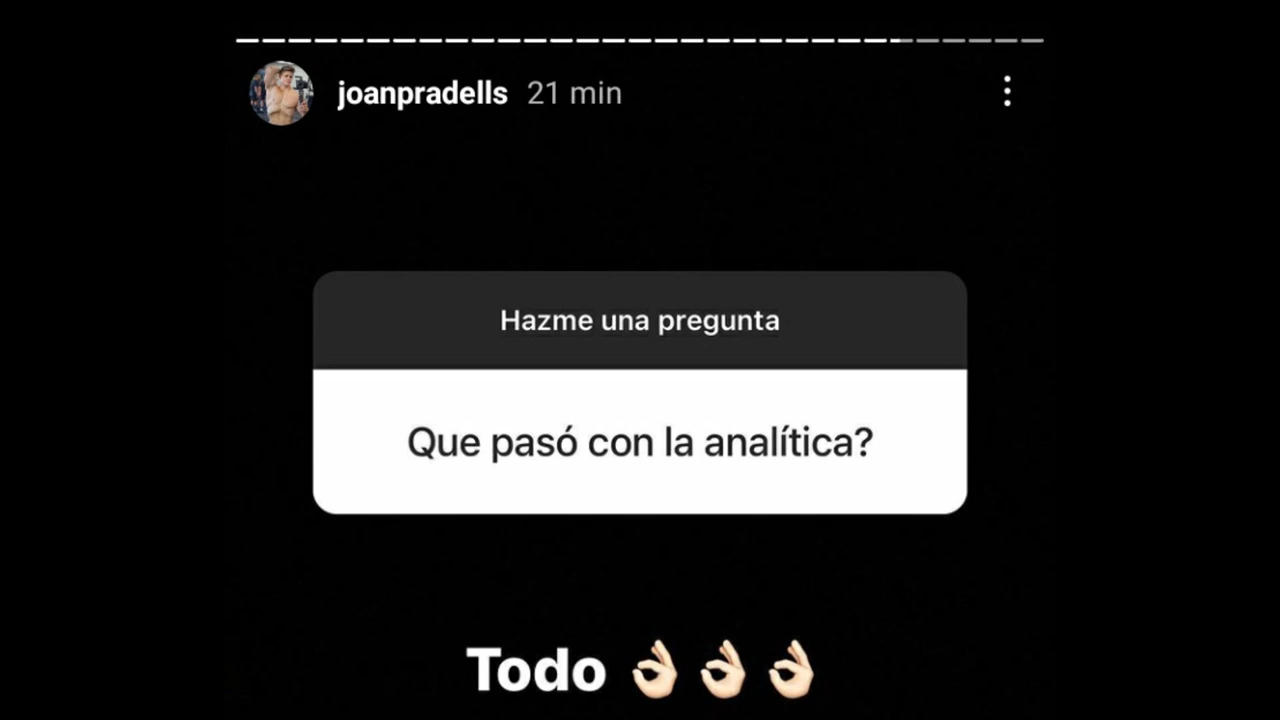 joanpradells 21 min
Hazme una pregunta
Que pasó con la analítica?
Todo 👌🏻👌🏻👌🏻